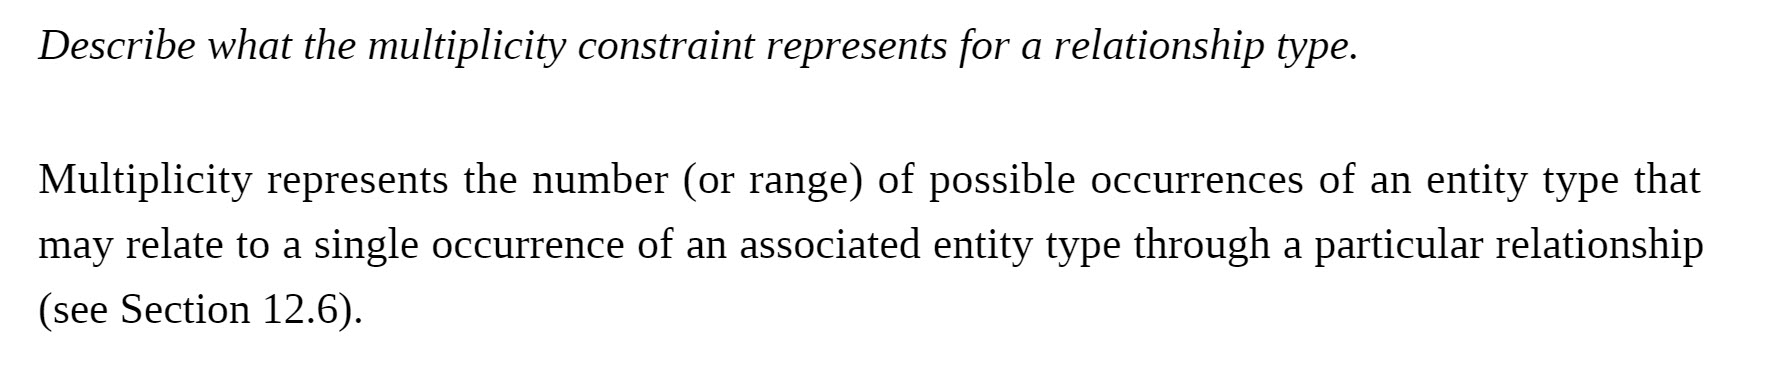 Describe what the multiplicity constraint represents for a relationship type.
Multiplicity represents the number (or range) of possible occurrences of an entity type that
may relate to a single occurrence of an associated entity type through a particular relationship
(see Section 12.6).